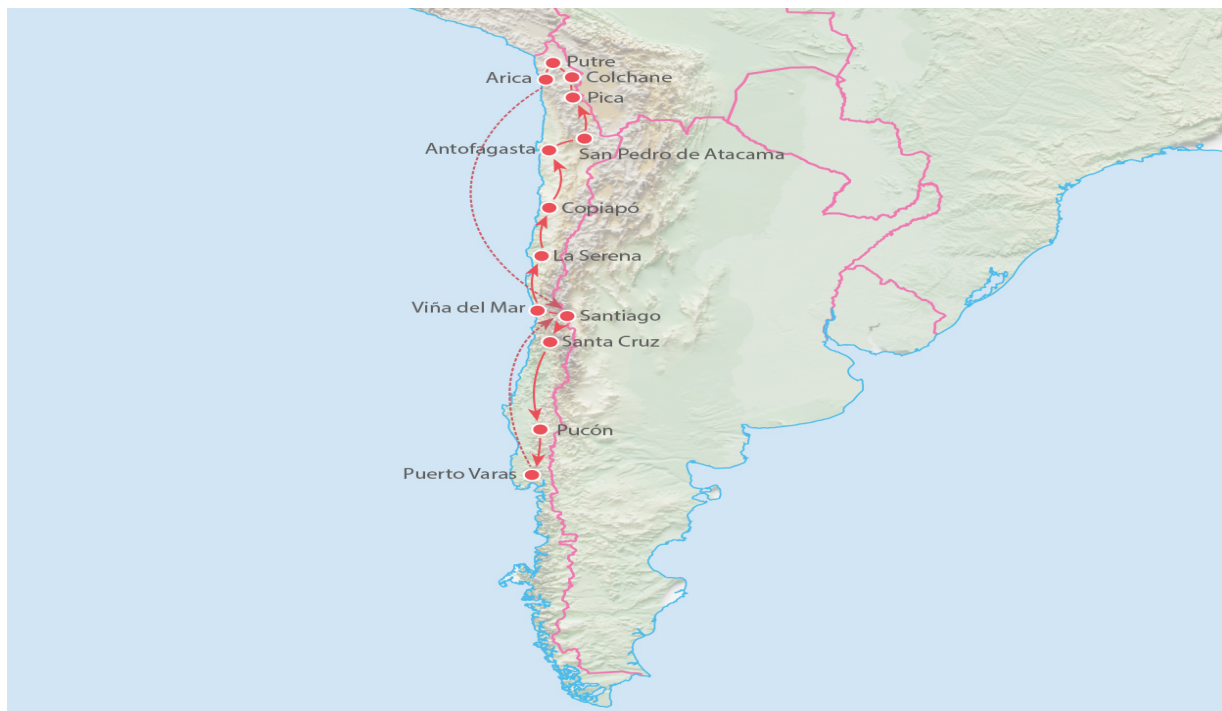 Putre
Arica
Colchane
Pica
Antofagasta
San Pedro de Atacama
Copiapó
La Serena
Viña del Mar
Santiago
Santa Cruz
Pucón
Puerto Varas